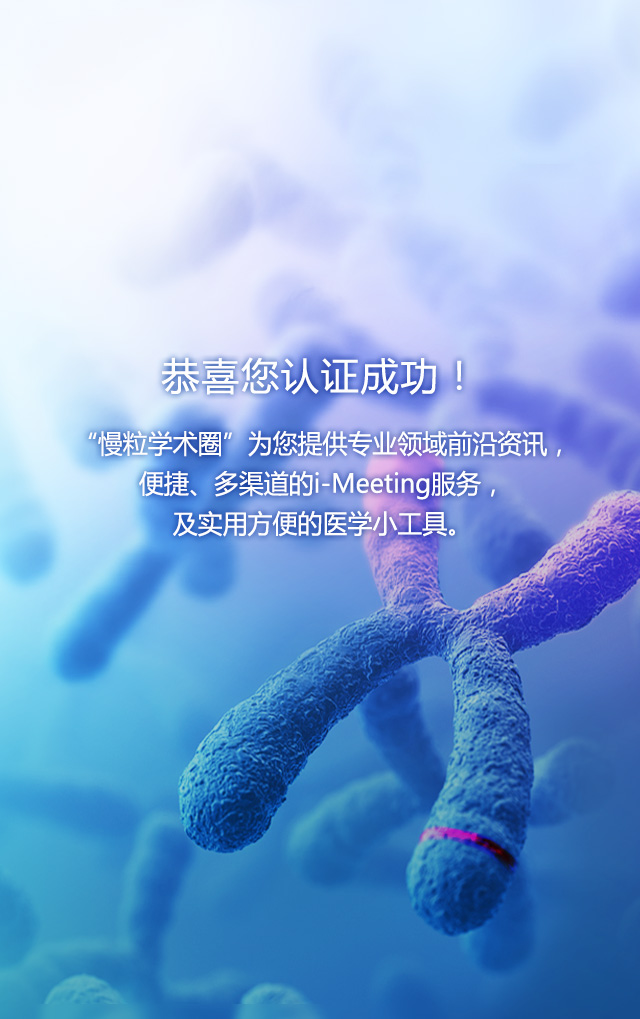 恭喜您认证成功！
“慢粒学术圈”为您提供专业领域前沿资讯，
便捷、多渠道的i-Meeting服务，
及实用方便的医学小工具。